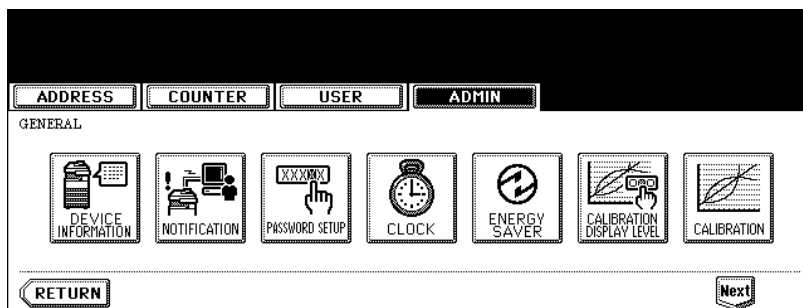 ADDRESS COUNTER USER ADMIN
GENERAL
DEVICE INFORMATION
NOTIFICATION
XXXXX
PASSWORD SETUP
CLOCK
ENERGY SAVER
CALIBRATION DISPLAY LEVEL
CALIBRATION
RETURN Next